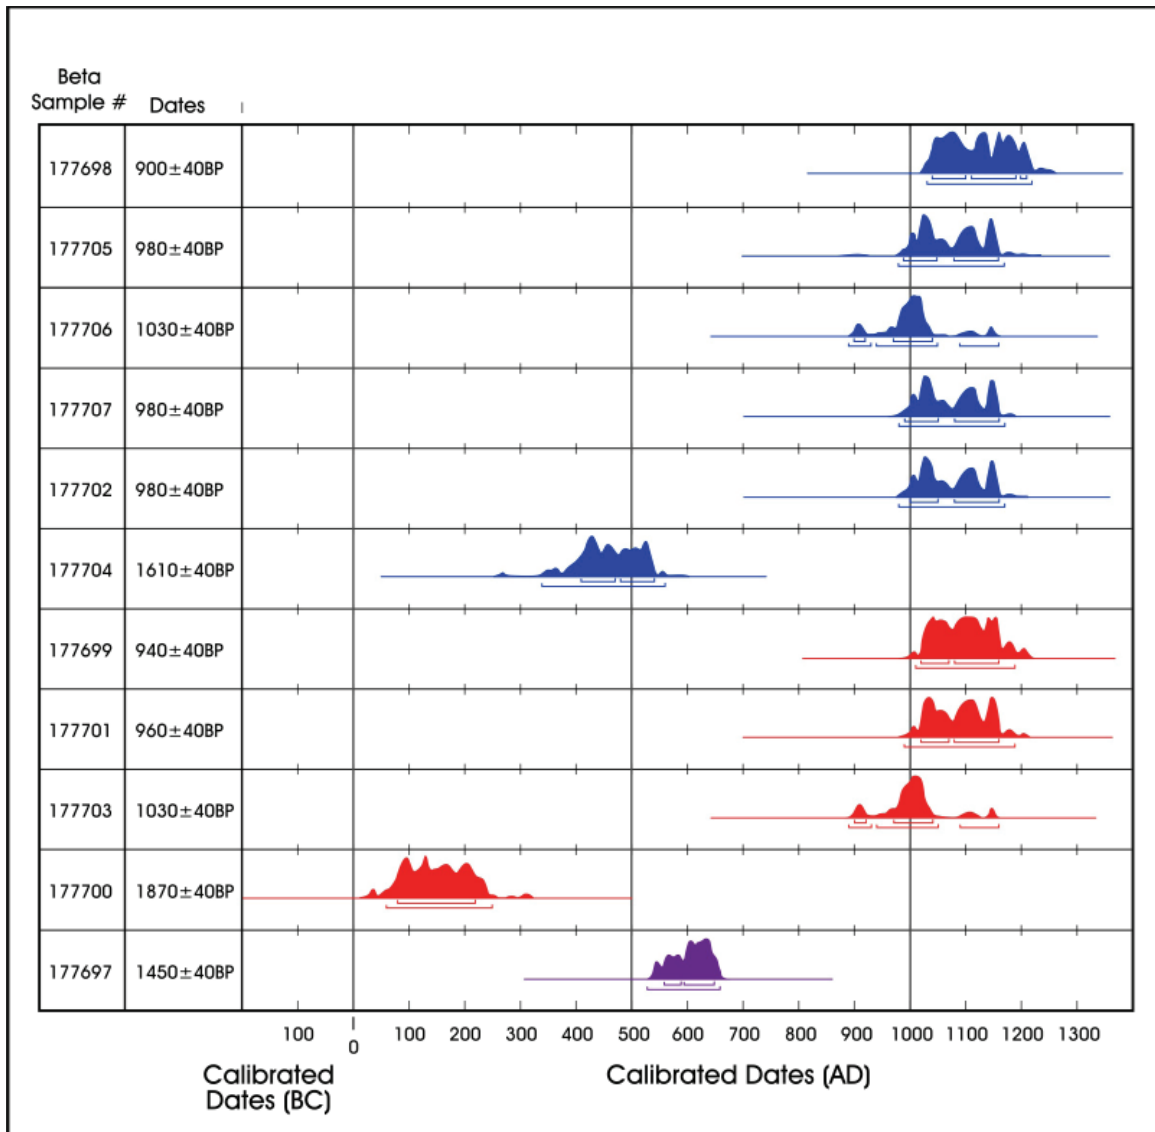 Beta
Sample # Dates
177698 900±40BP
177705 980±40BP
177706 1030±40BP
177707 980±40BP
177702 980±40BP
177704 1610±40BP
177699 940±40BP
177701 960±40BP
177703 1030±40BP
177700 1870±40BP
177697 1450±40BP
100 0 100 200 300 400 500 600 700 800 900 1000 1100 1200 1300
Calibrated
Dates (BC)
Calibrated Dates (AD)